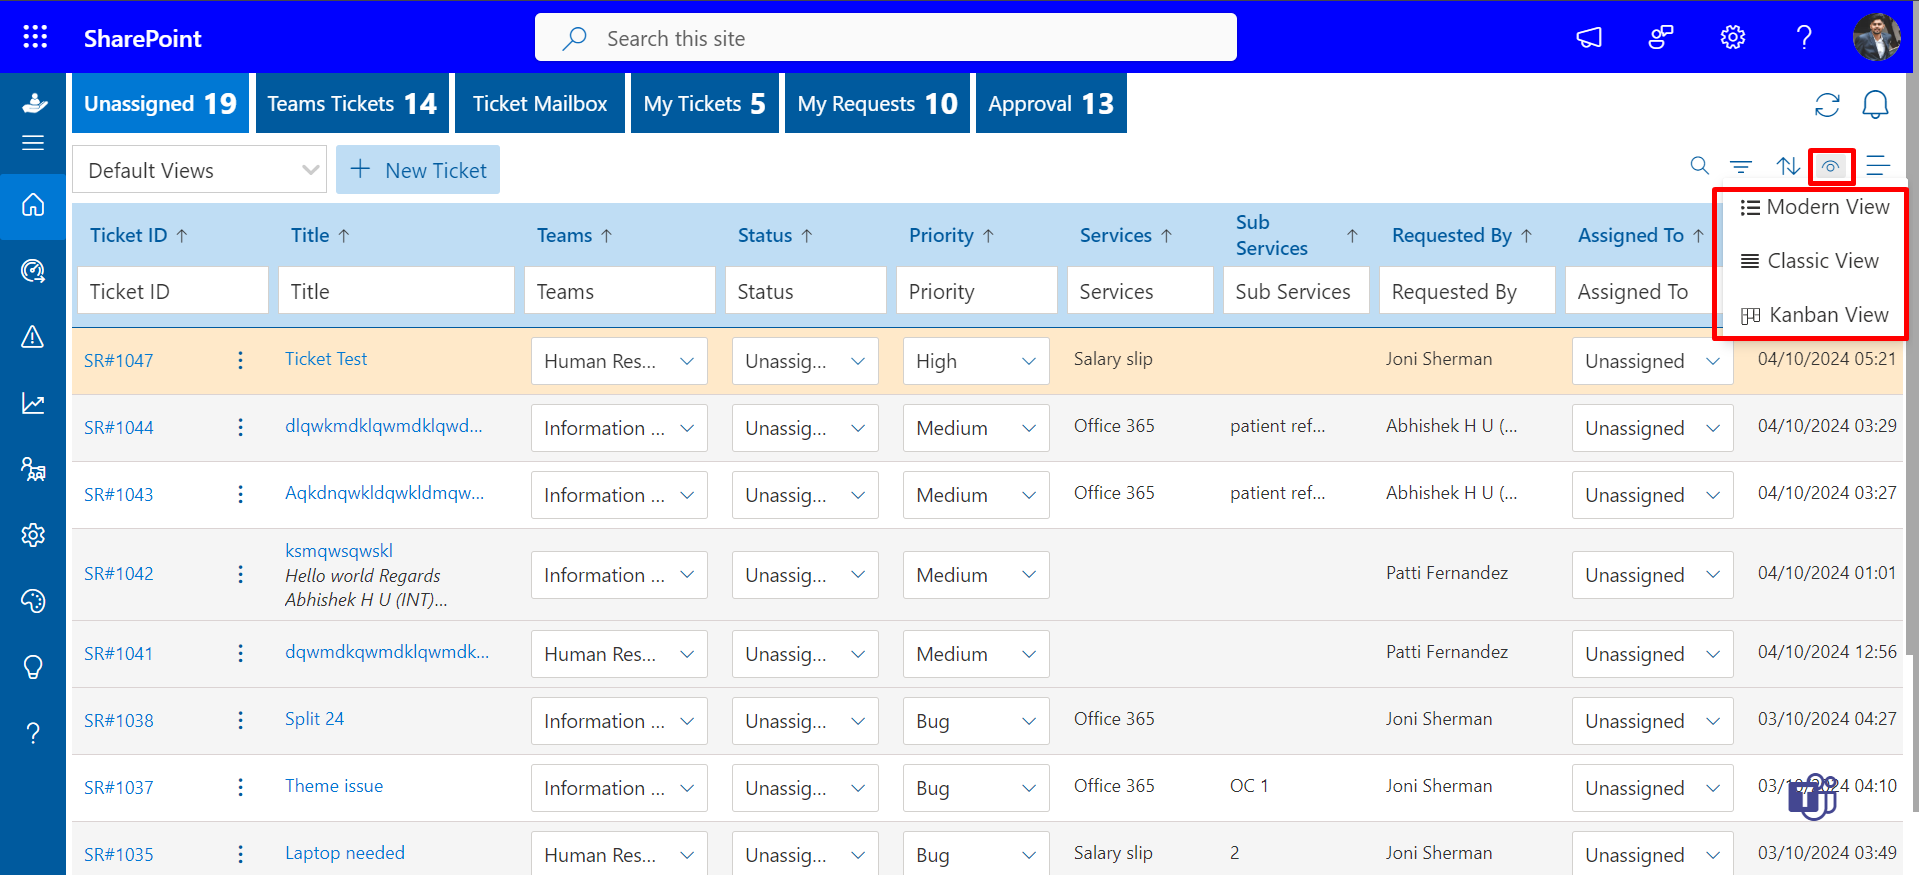 SharePoint
Search this site
Unassigned 19
Teams Tickets 14
Ticket Mailbox
My Tickets 5
My Requests 10
Approval 13
Default Views
New Ticket
Modern View
Classic View
Kanban View
Ticket ID
Title
Teams
Status
Priority
Services
Sub
Services
Requested By
Assigned To
Ticket ID
Title
Teams
Status
Priority
Services
Sub Services
Requested By
Assigned To
SR#1047 Ticket Test Human Res... Unassig... High Salary slip Joni Sherman Unassigned 04/10/2024 05:21
SR#1044 dlqwkmdklqwmdklqwd... Information ... Unassig... Medium Office 365 patient ref... Abhishek H U (... Unassigned 04/10/2024 03:29
SR#1043 Aqkdnqwkldqwkldmqw... Information ... Unassig... Medium Office 365 patient ref... Abhishek H U (... Unassigned 04/10/2024 03:27
ksmqwsqwskl
SR#1042 Hello world Regards Information ... Unassig... Medium Patti Fernandez Unassigned 04/10/2024 01:01
Abhishek H U (INT)...
SR#1041 dqwmdkqwmdklqwmdk... Human Res... Unassig... Medium Patti Fernandez Unassigned 04/10/2024 12:56
SR#1038 Split 24 Information ... Unassig... Bug Office 365 Joni Sherman Unassigned 03/10/2024 04:27
SR#1037 Theme issue Information ... Unassig... Bug Office 365 OC 1 Joni Sherman Unassigned 03/10/2024 04:10
SR#1035 Laptop needed Human Res... Unassig... Bug Salary slip 2 Joni Sherman Unassigned 03/10/2024 03:49